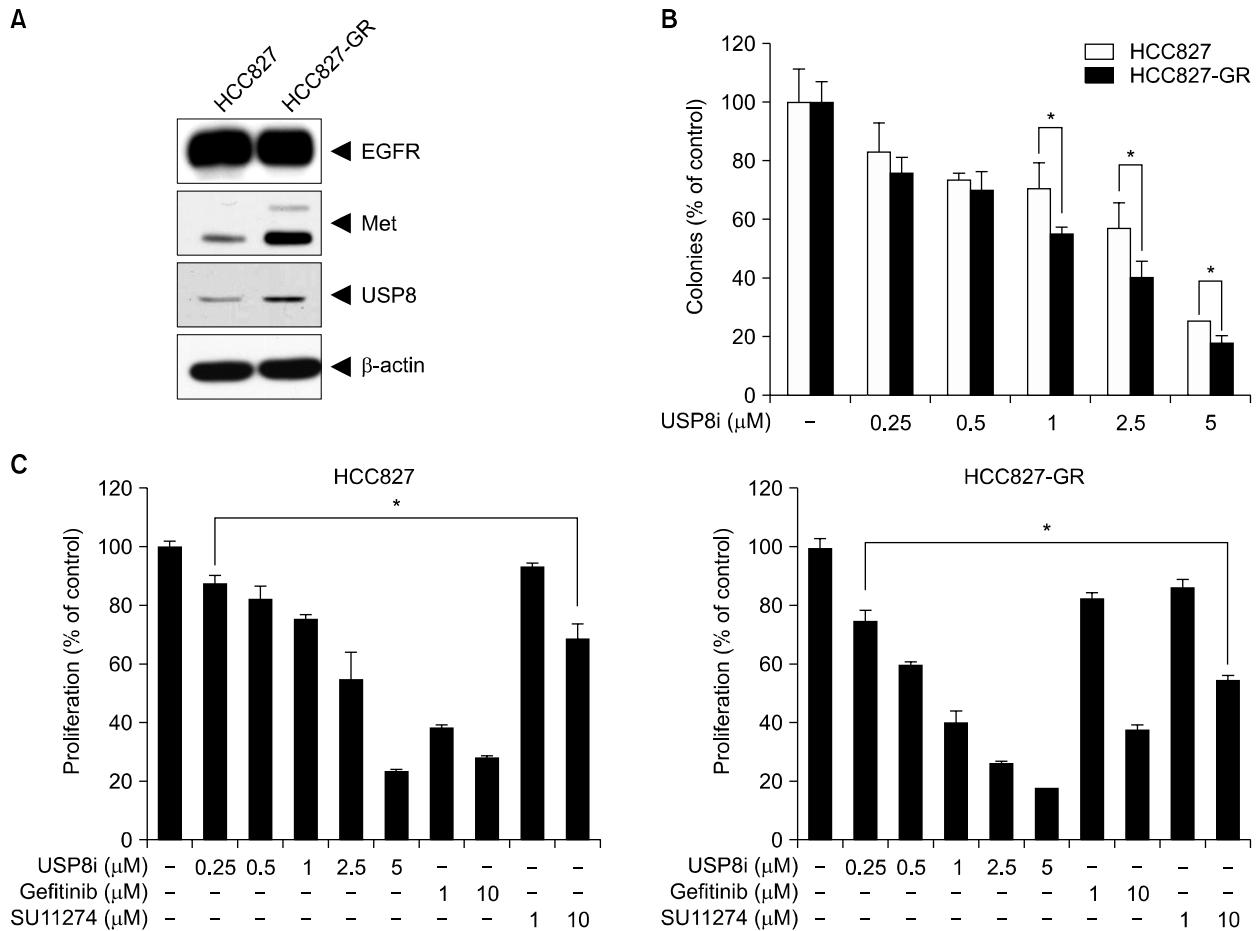 A
HCC827
HCC827-GR
EGFR
Met
USP8
β-actin
B
120
100
80
60
40
20
0
Colonies (% of control)
HCC827
HCC827-GR
*
*
*
USP8i (μM)
– 0.25 0.5 1 2.5 5
C
HCC827
120
100
80
60
40
20
0
Proliferation (% of control)
*
USP8i (μM) – 0.25 0.5 1 2.5 5 – – – –
Gefitinib (μM) – – – – – – 1 10 – –
SU11274 (μM) – – – – – – – – 1 10
HCC827-GR
120
100
80
60
40
20
0
Proliferation (% of control)
*
USP8i (μM) – 0.25 0.5 1 2.5 5 – – – –
Gefitinib (μM) – – – – – – 1 10 – –
SU11274 (μM) – – – – – – – – 1 10